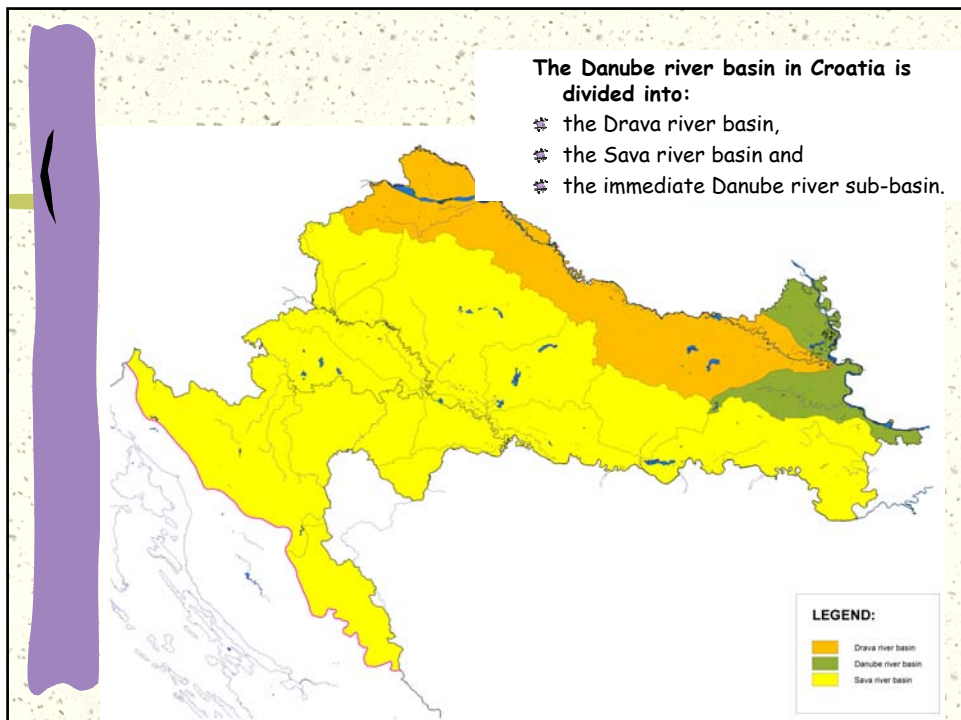 The Danube river basin in Croatia is
divided into:
the Drava river basin,
the Sava river basin and
the immediate Danube river sub-basin.
LEGEND:
Drava river basin
Danube river basin
Sava river basin